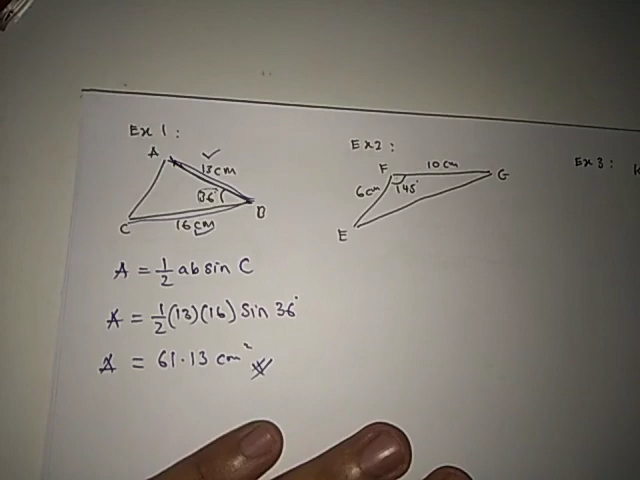 Ex 1 :
A
13cm
36°
B
C
16cm
A = 1/2 ab sin C
A = 1/2 (13)(16) Sin 36°
A = 61.13 cm²
Ex 2 :
F
10cm
G
6cm
145°
E
Ex 3 :